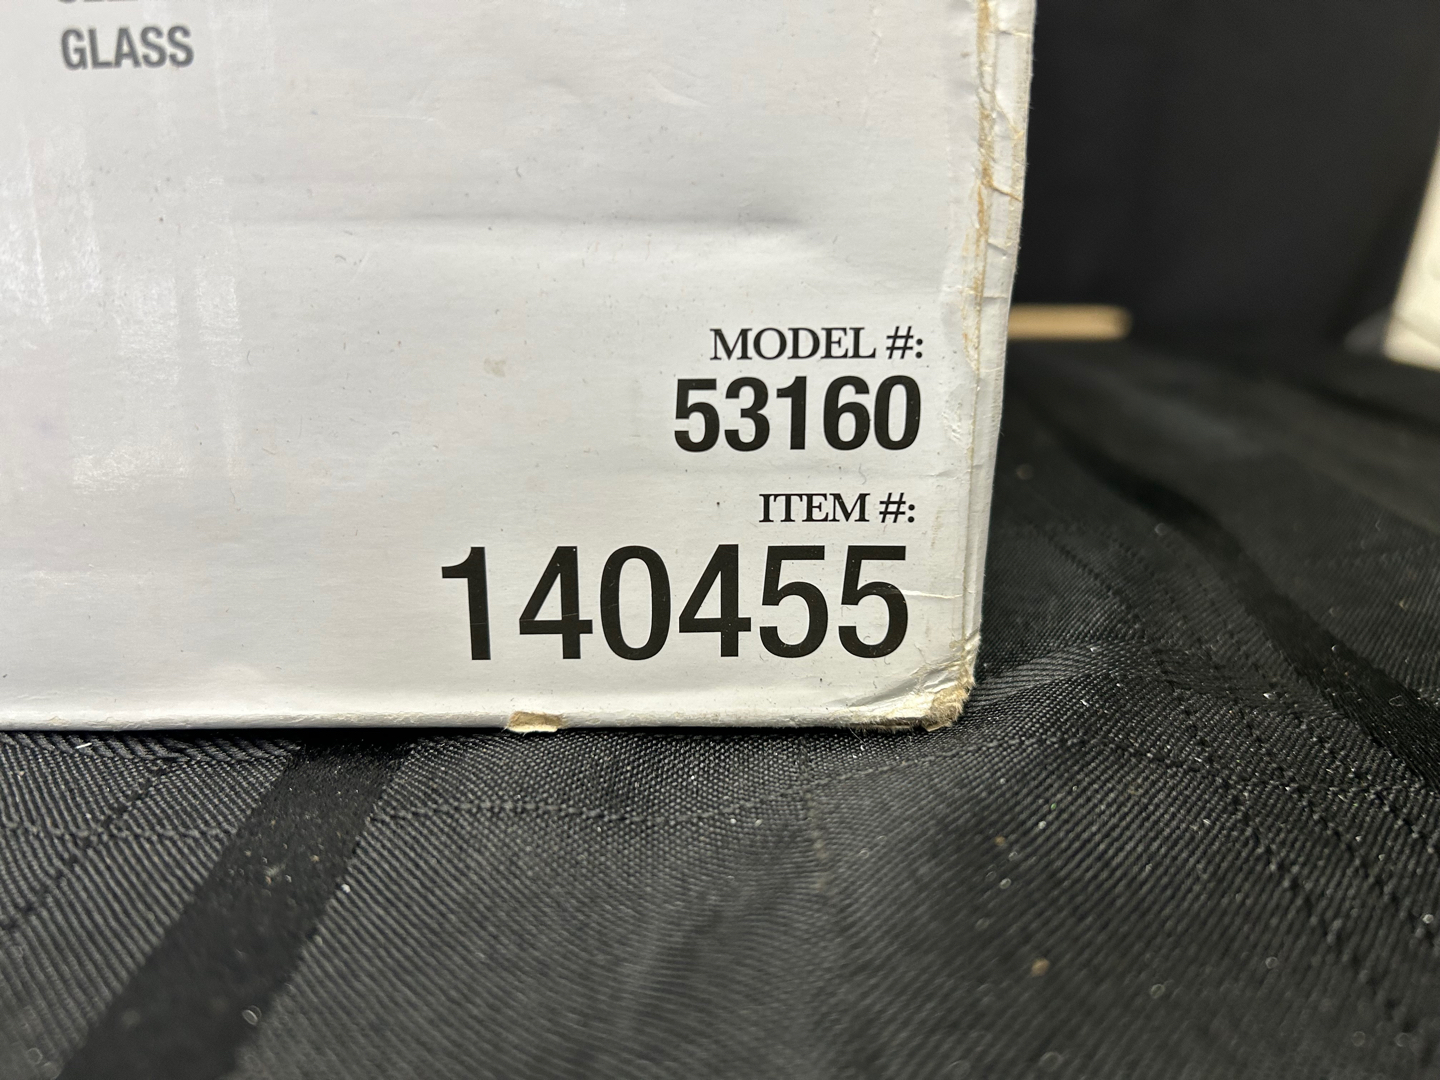 GLASS
MODEL #:
53160
ITEM #:
140455